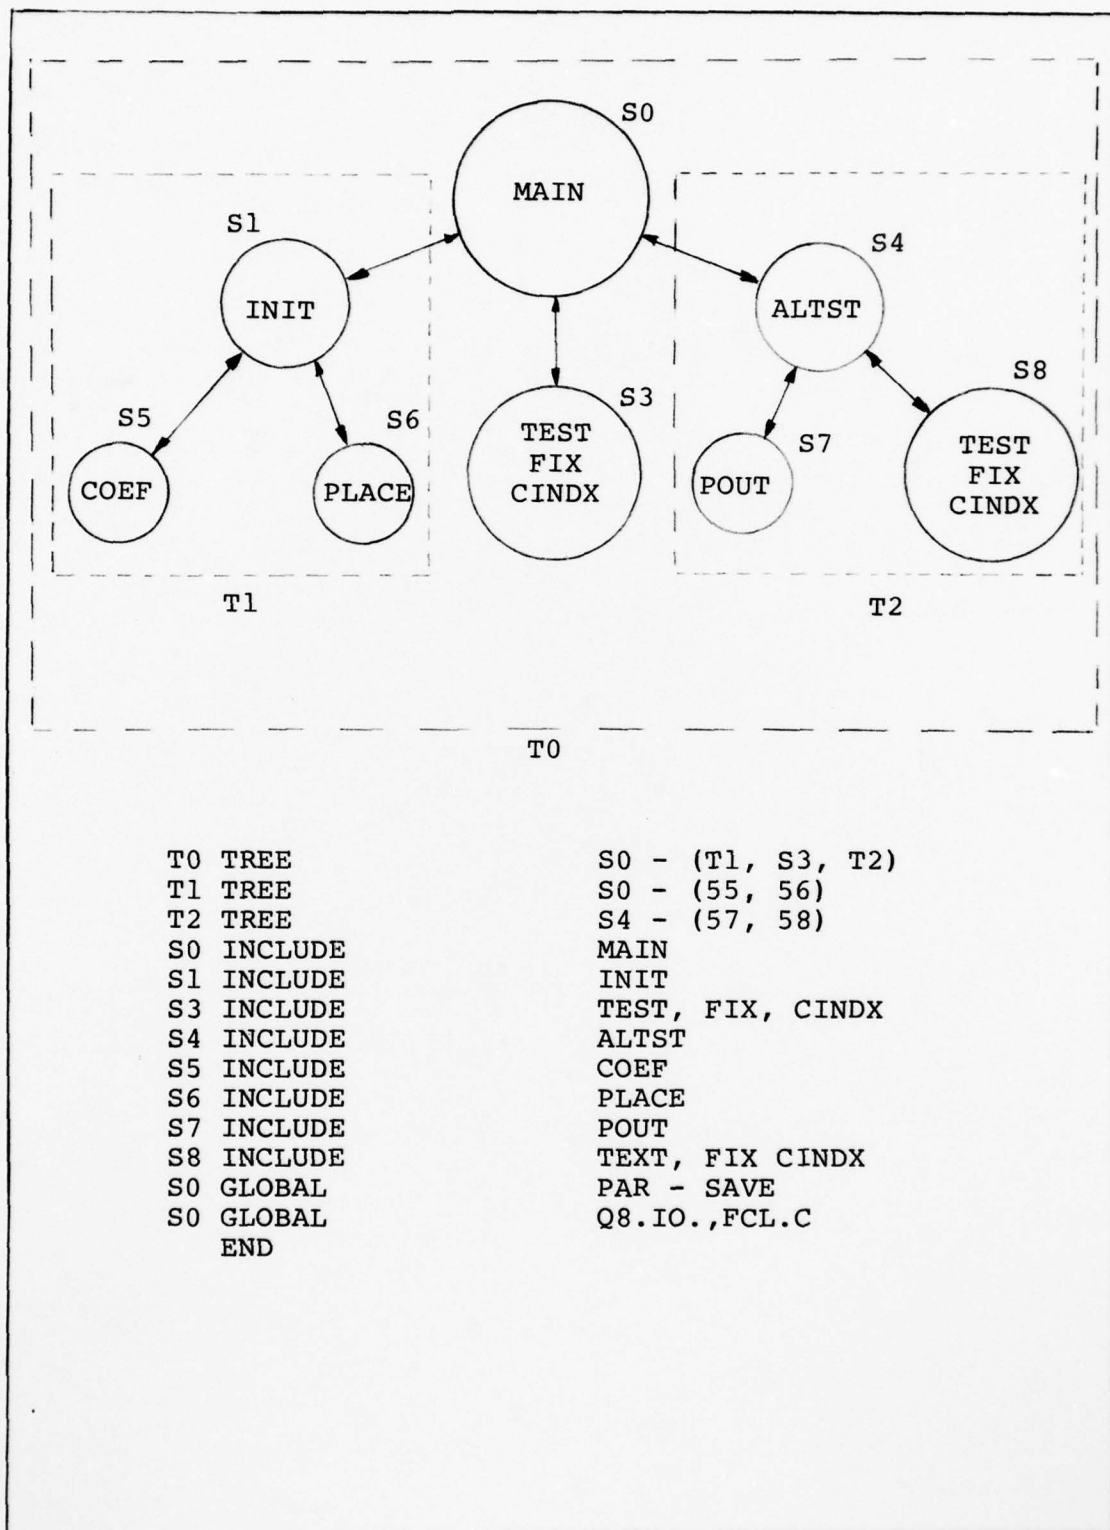 S0
MAIN
S1
S4
INIT
ALTST
S8
S3
S5
S6
TEST
FIX
CINDX
S7
TEST
FIX
CINDX
COEF
PLACE
POUT
T1
T2
T0
T0 TREE S0 - (T1, S3, T2)
T1 TREE S0 - (55, 56)
T2 TREE S4 - (57, 58)
S0 INCLUDE MAIN
S1 INCLUDE INIT
S3 INCLUDE TEST, FIX, CINDX
S4 INCLUDE ALTST
S5 INCLUDE COEF
S6 INCLUDE PLACE
S7 INCLUDE POUT
S8 INCLUDE TEXT, FIX CINDX
S0 GLOBAL PAR - SAVE
S0 GLOBAL Q8.IO.,FCL.C
END